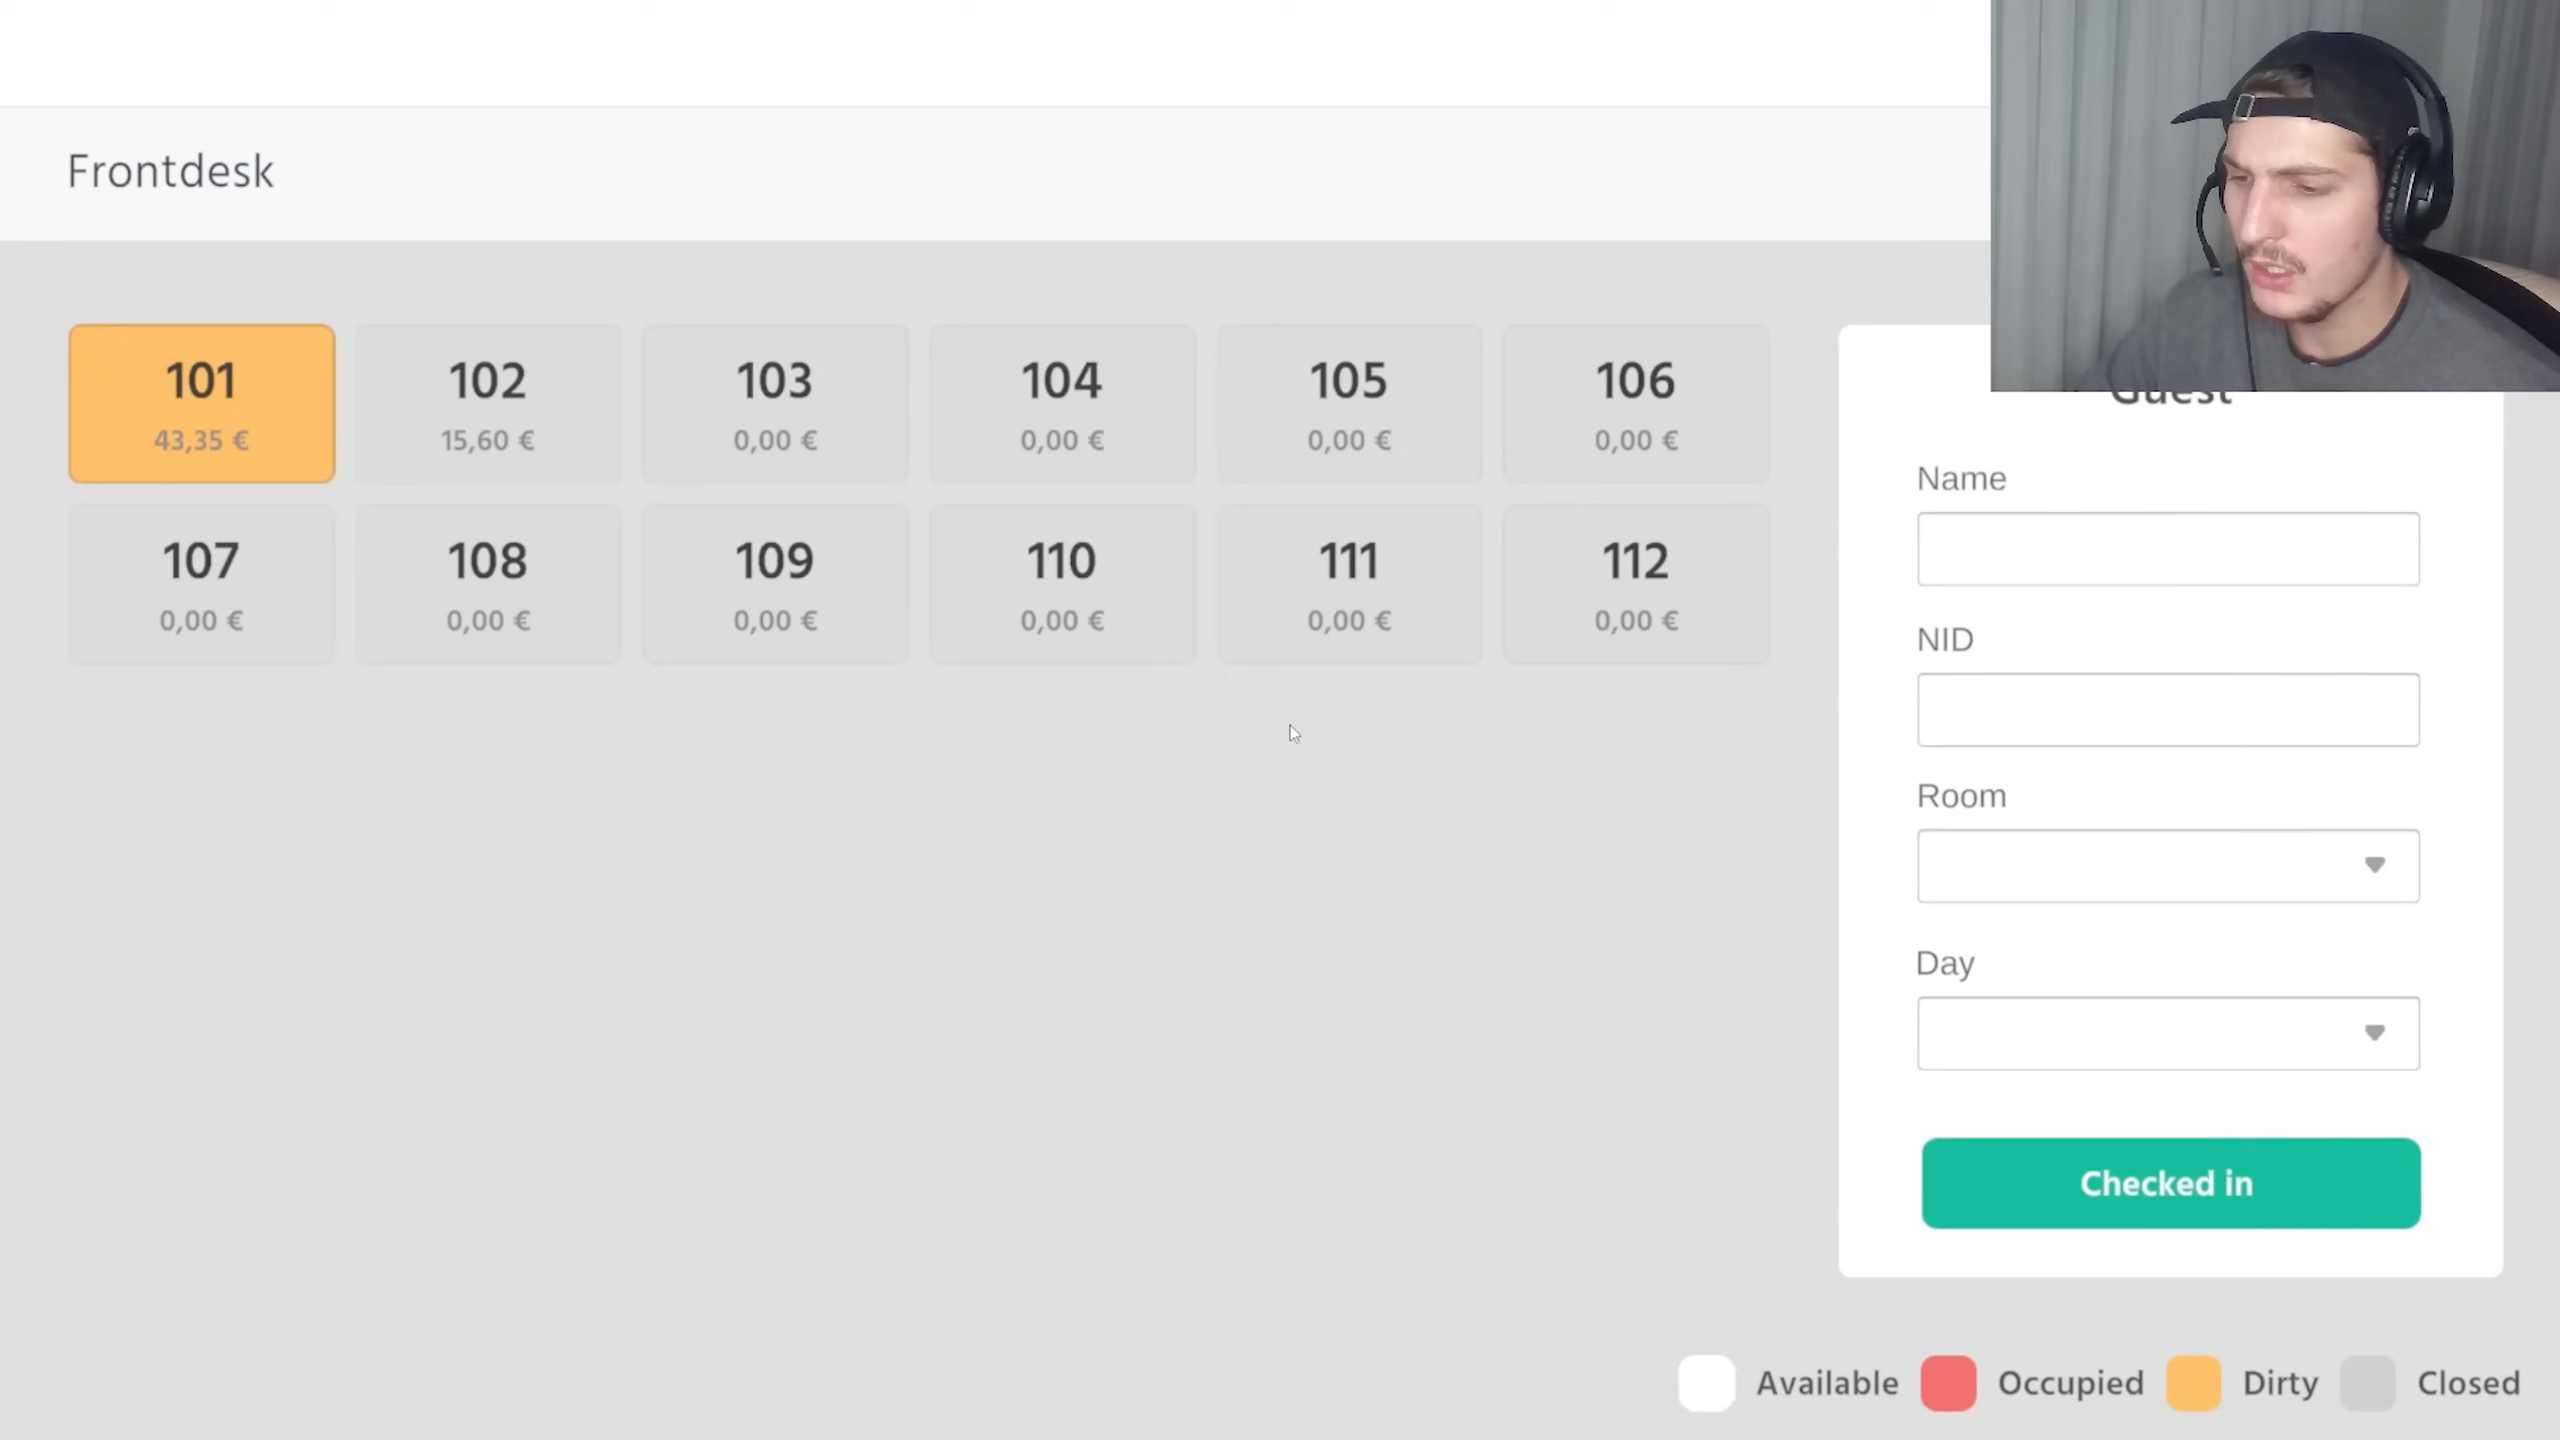 Frontdesk
101 102 103 104 105 106
43,35 € 15,60 € 0,00 € 0,00 € 0,00 € 0,00 €
107 108 109 110 111 112
0,00 € 0,00 € 0,00 € 0,00 € 0,00 € 0,00 €
Guest
Name
NID
Room
Day
Checked in
Available Occupied Dirty Closed